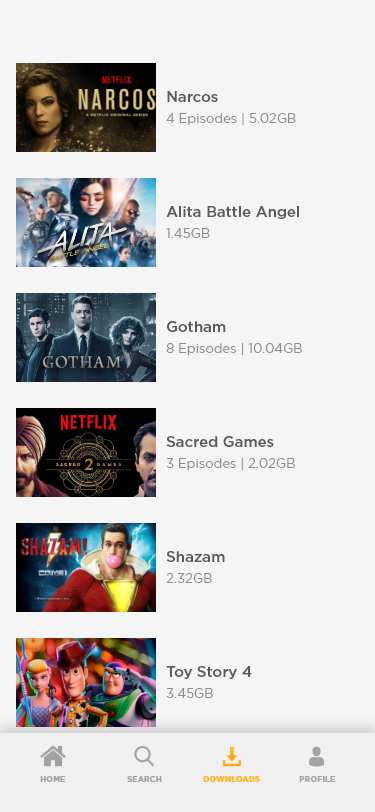 NETFLIX
NARCOS
A NETFLIX ORIGINAL SERIES
Narcos
4 Episodes | 5.02GB
ALITA
BATTLE ANGEL
Alita Battle Angel
1.45GB
GOTHAM
Gotham
8 Episodes | 10.04GB
NETFLIX
SACRED 2 GAMES
Sacred Games
3 Episodes | 2.02GB
SHAZAM!
Shazam
2.32GB
Toy Story 4
3.45GB
HOME
SEARCH
DOWNLOADS
PROFILE